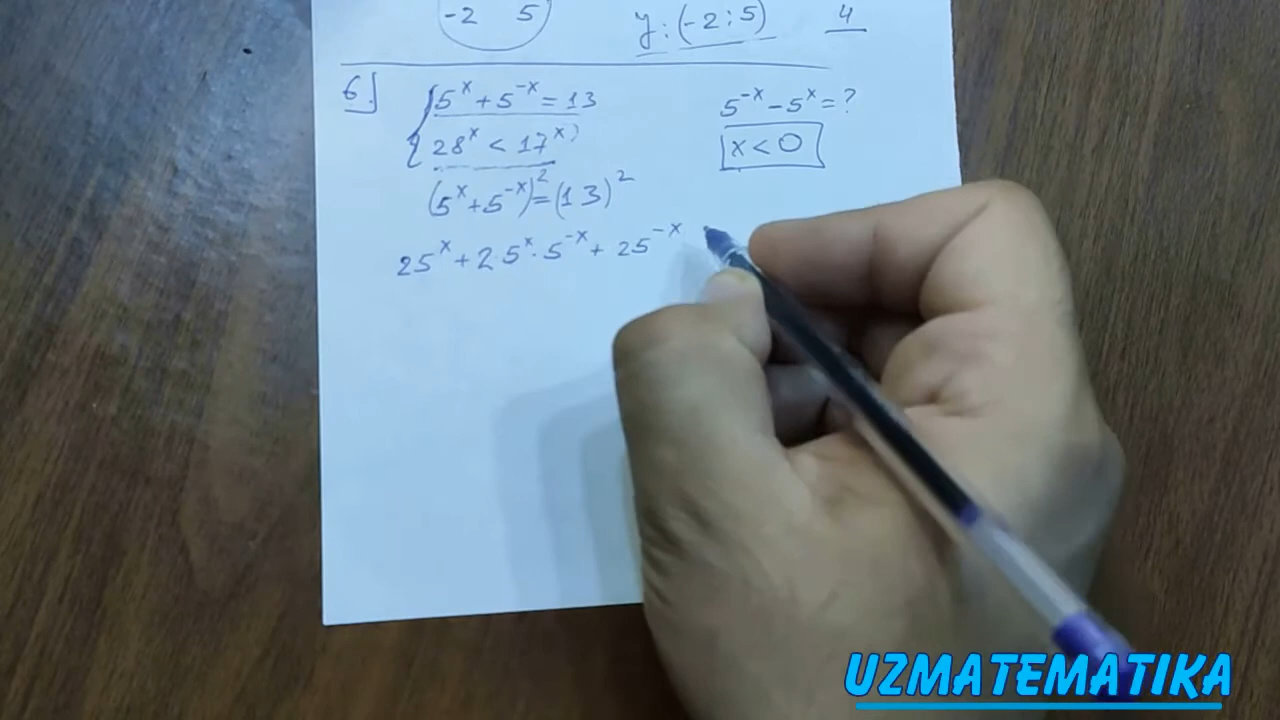 -2 5
y: (-2; 5) 4
6.
5^x + 5^-x = 13
28^x < 17^x
5^-x - 5^x = ?
x < 0
(5^x + 5^-x)^2 = (13)^2
25^x + 2 5^x · 5^-x + 25^-x
UZMATEMATIKA